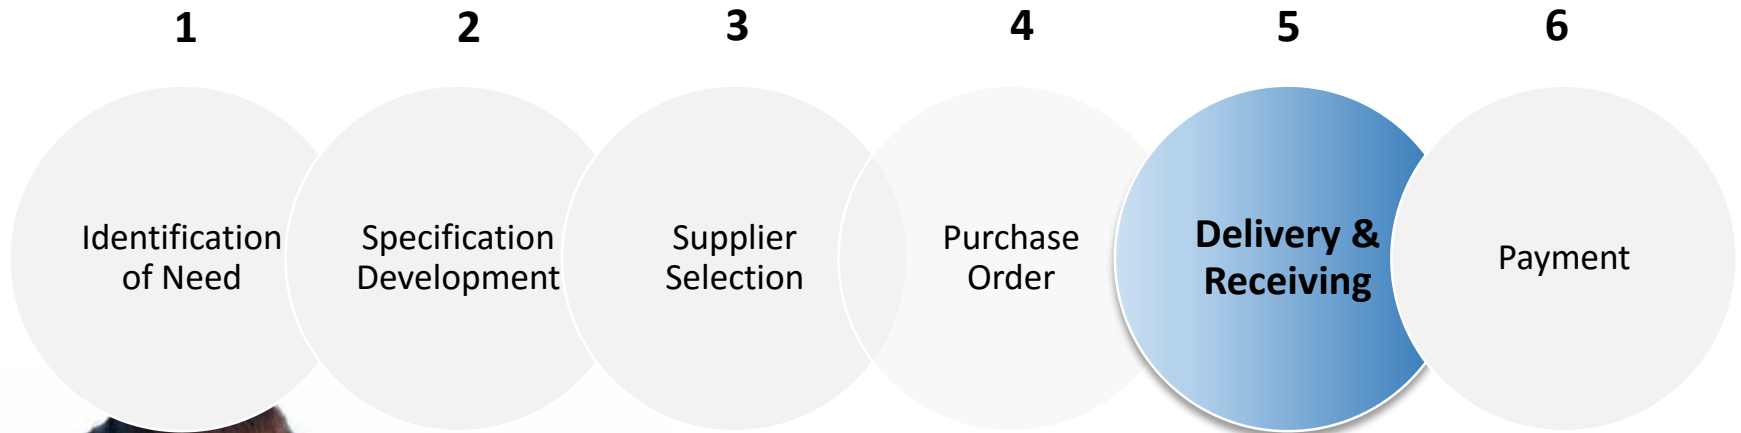 1 2 3 4 5 6
Identification
of Need
Specification
Development
Supplier
Selection
Purchase
Order
Delivery &
Receiving
Payment